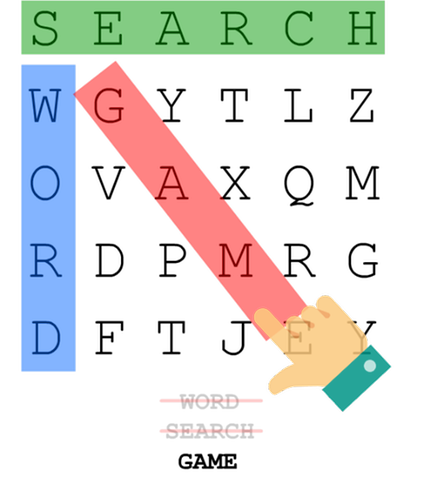 S E A R C H
W G Y T L Z
O V A X Q M
R D P M R G
D F T J E Y
WORD
SEARCH
GAME